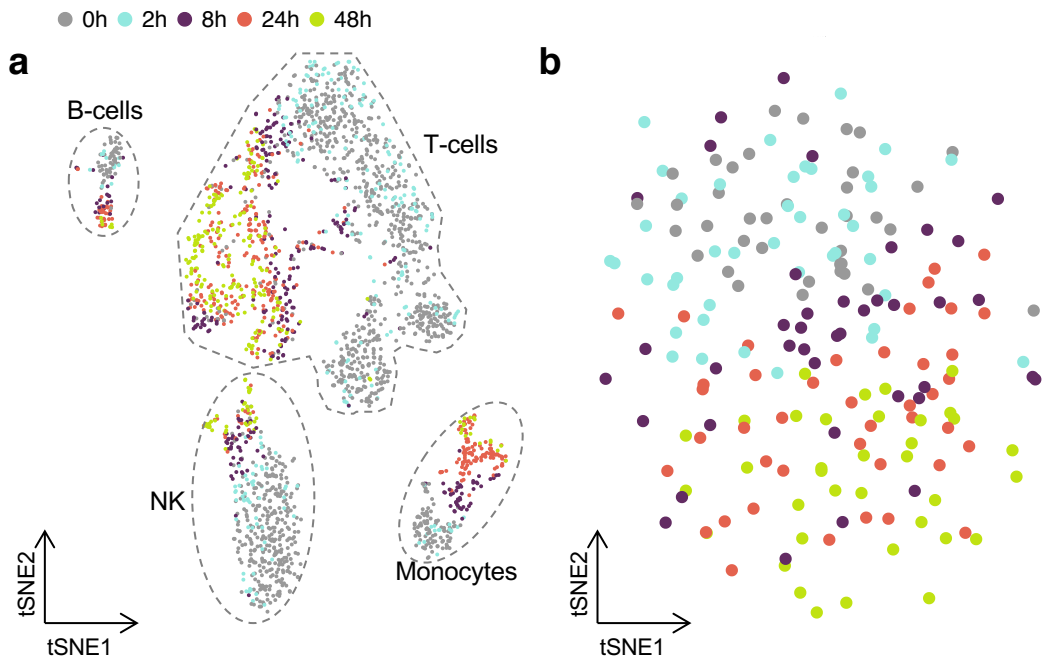 0h 2h 8h 24h 48h
a
b
B-cells
T-cells
NK
Monocytes
tSNE2
tSNE1
tSNE2
tSNE1